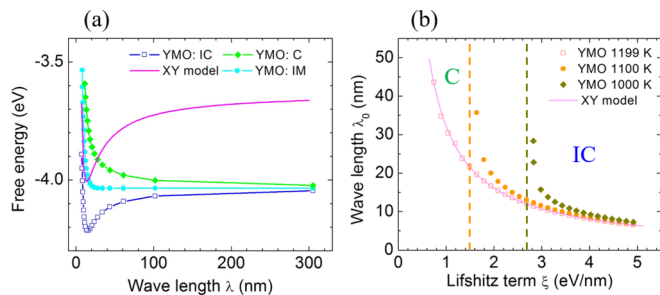 (a)
YMO: IC
YMO: C
XY model
YMO: IM
-3.5
-4.0
Free energy (eV)
0
100
200
300
Wave length λ (nm)
(b)
YMO 1199 K
YMO 1100 K
YMO 1000 K
XY model
C
IC
60
50
40
30
20
10
0
Wave length λ₀ (nm)
0
1
2
3
4
5
Lifshitz term ξ (eV/nm)